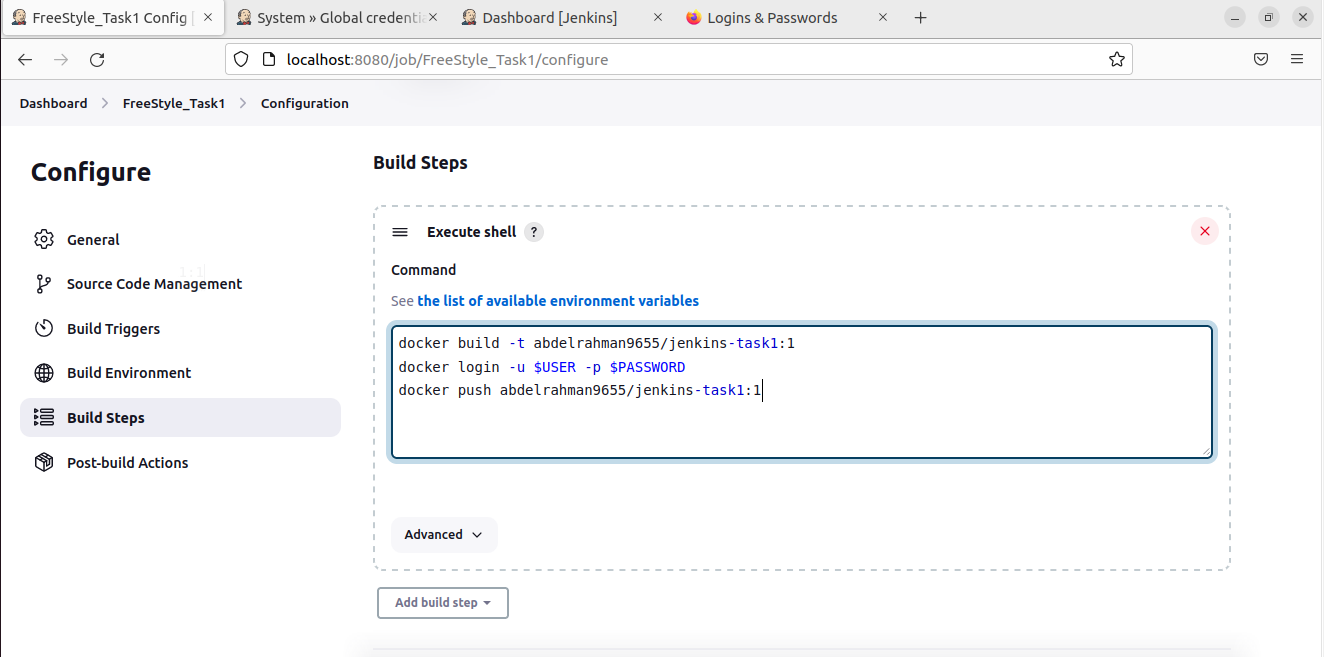 FreeStyle_Task1 Config [
System » Global credenti
Dashboard [Jenkins]
Logins & Passwords
localhost:8080/job/FreeStyle_Task1/configure
Dashboard > FreeStyle_Task1 > Configuration
Configure
General
Source Code Management
Build Triggers
Build Environment
Build Steps
Post-build Actions
Build Steps
Execute shell ?
Command
See the list of available environment variables
docker build -t abdelrahman9655/jenkins-task1:1
docker login -u $USER -p $PASSWORD
docker push abdelrahman9655/jenkins-task1:1
Advanced
Add build step
1:1